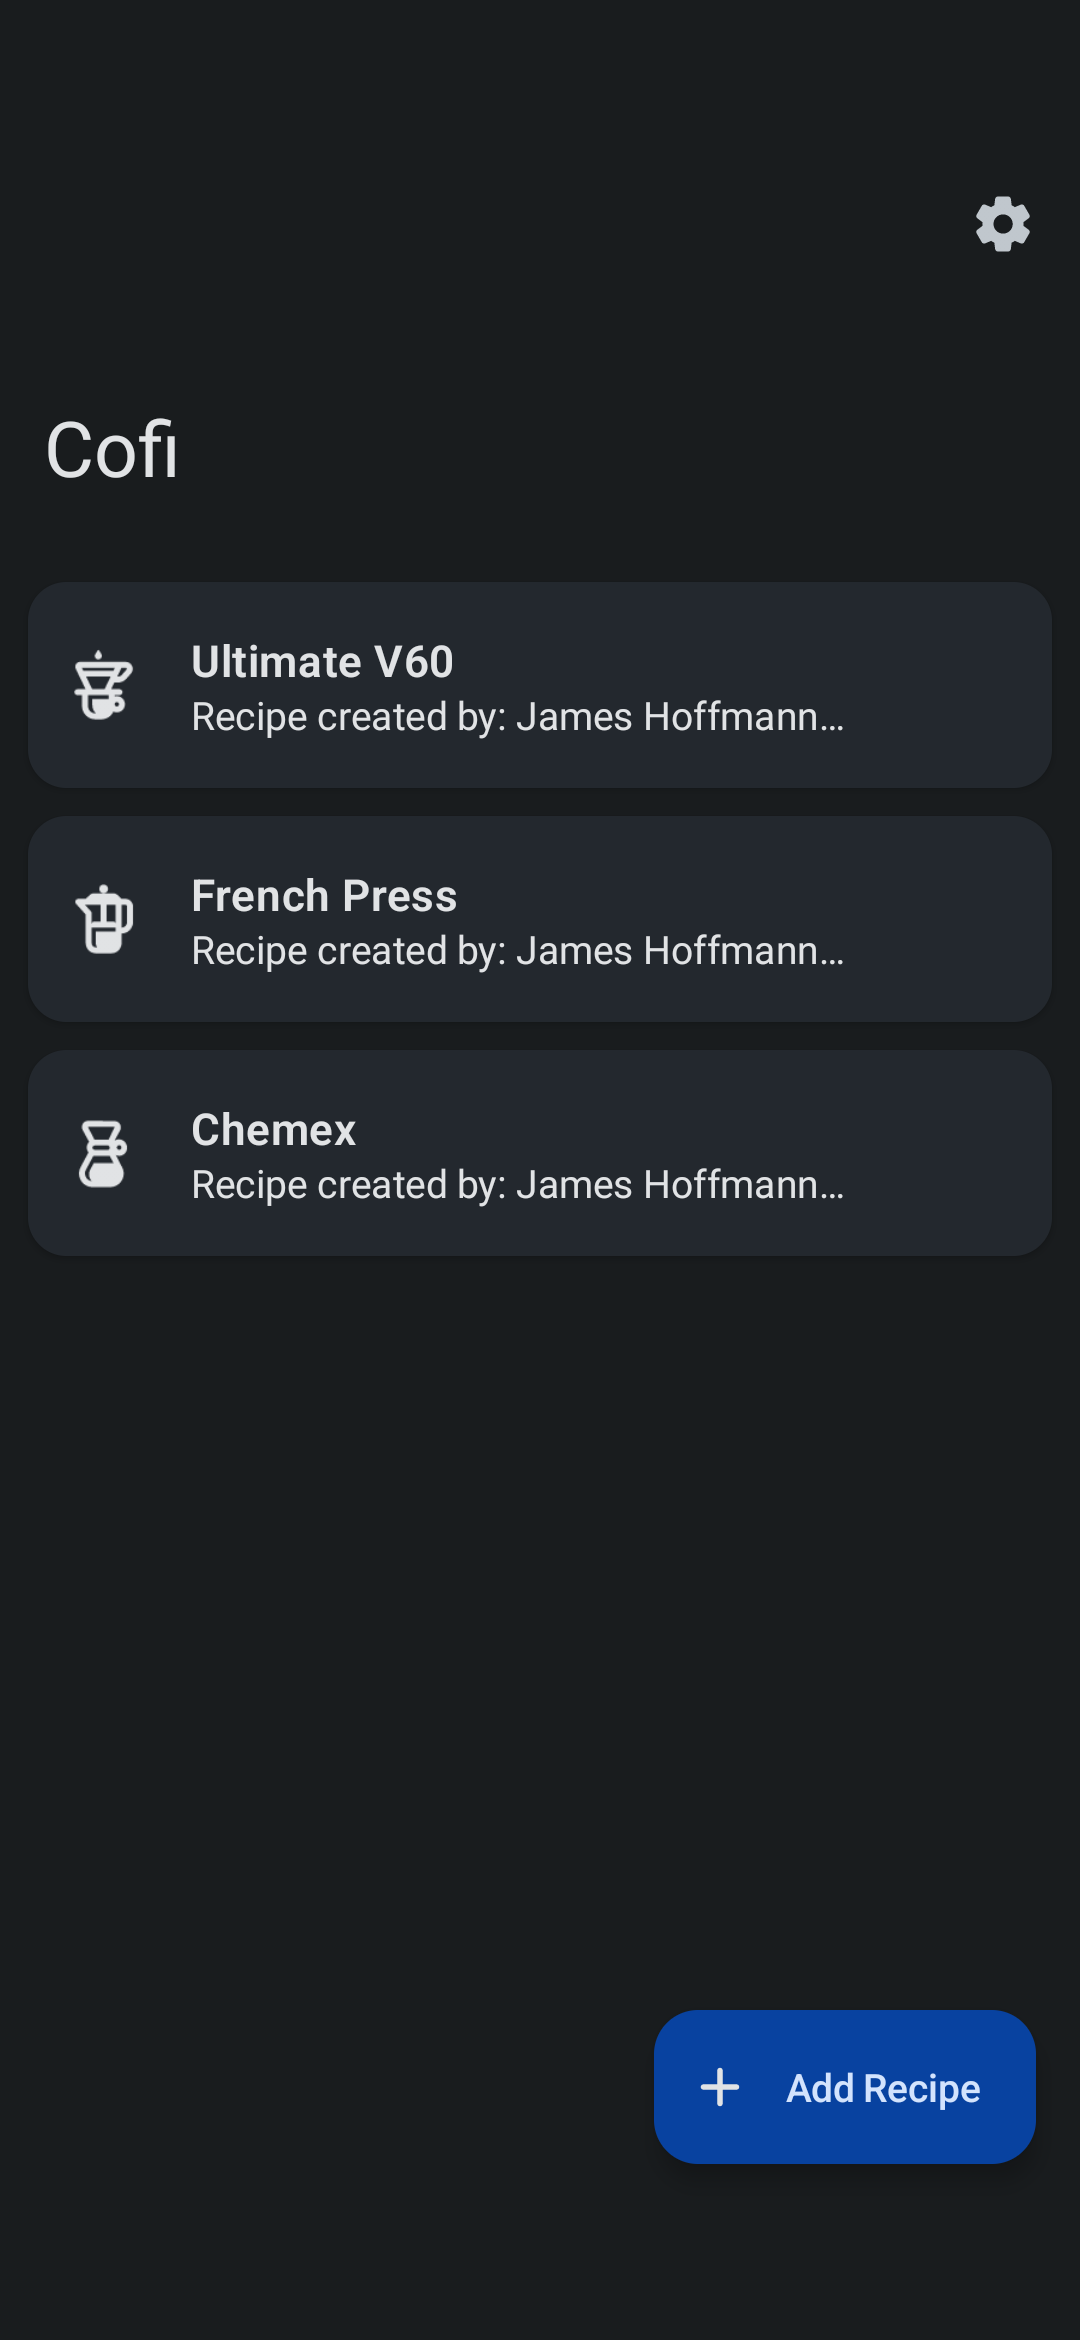 Cofi
Ultimate V60
Recipe created by: James Hoffmann...
French Press
Recipe created by: James Hoffmann...
Chemex
Recipe created by: James Hoffmann...
Add Recipe